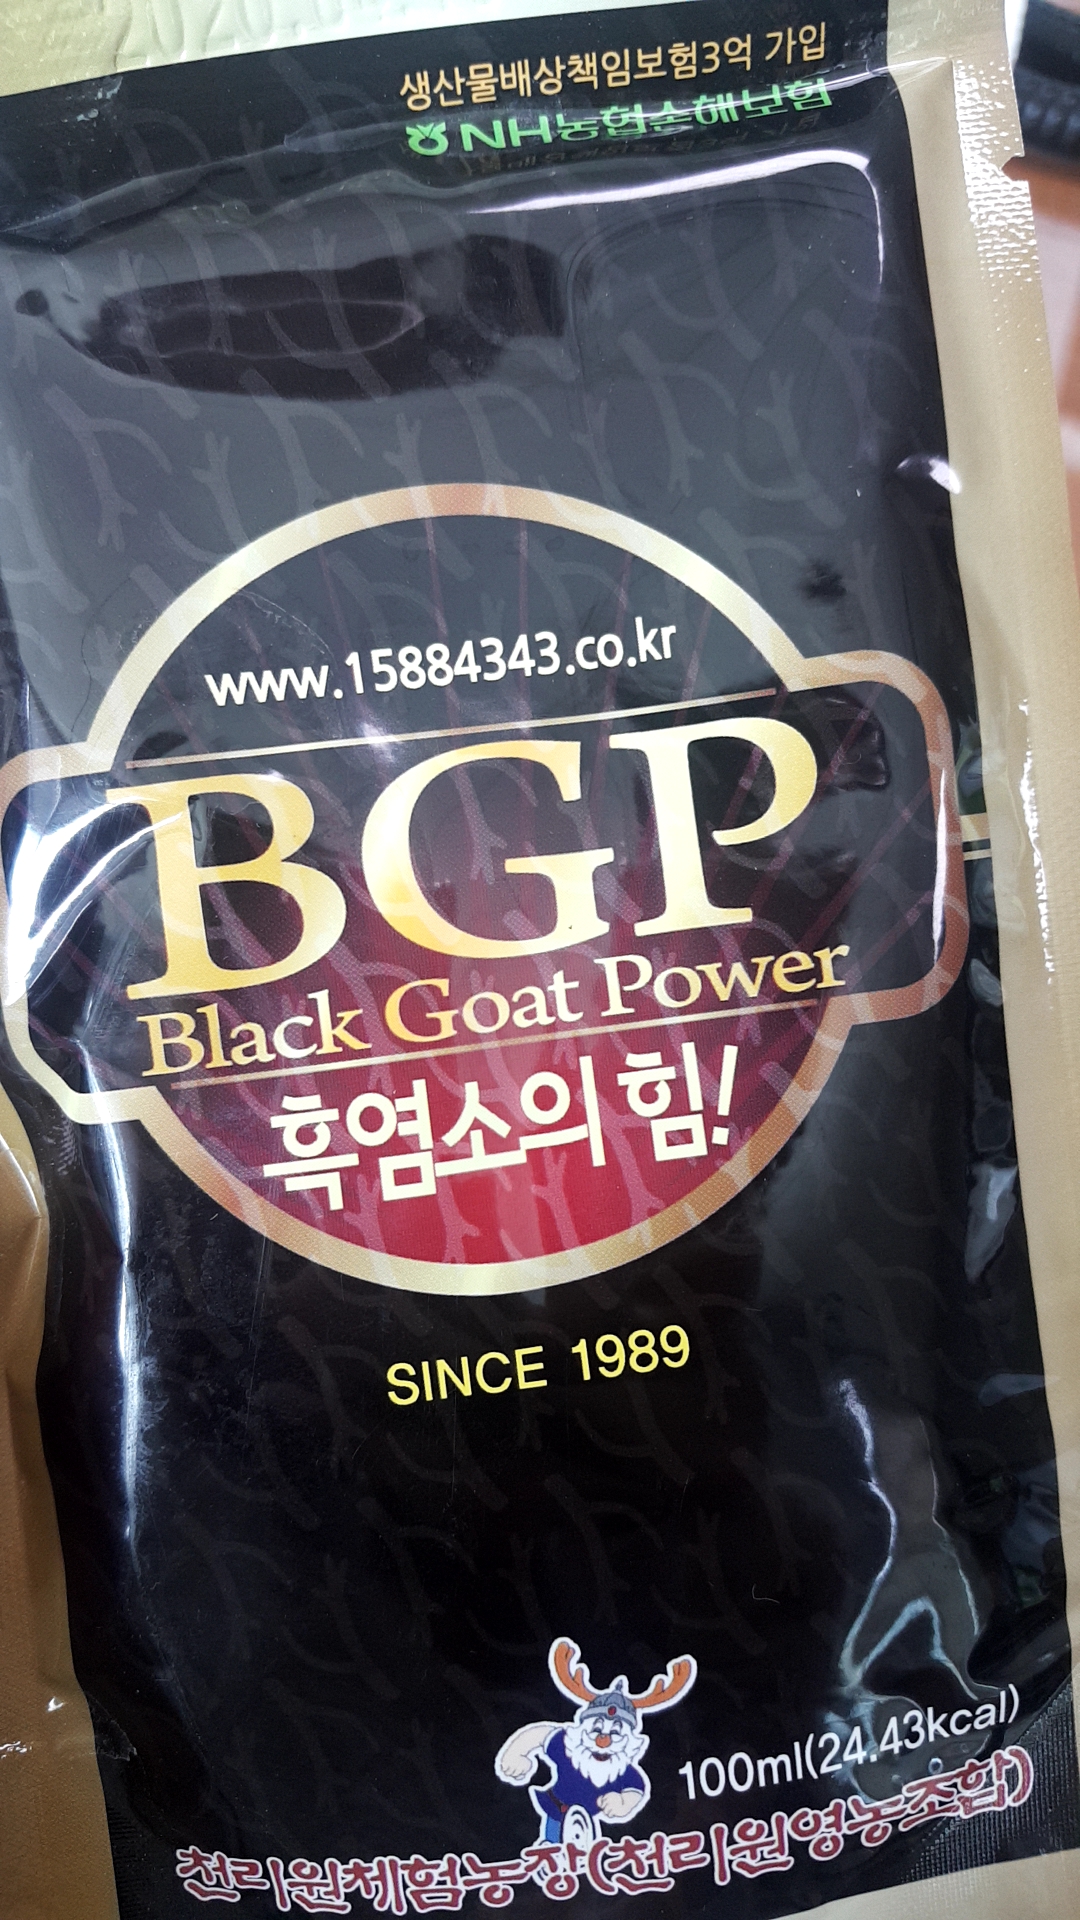 생산물배상책임보험3억 가입
NH농협손해보험
www.15884343.co.kr
BGP
Black Goat Power
흑염소의 힘!
SINCE 1989
100ml(24.43kcal)
천리원체험농장(천리원영농조합)